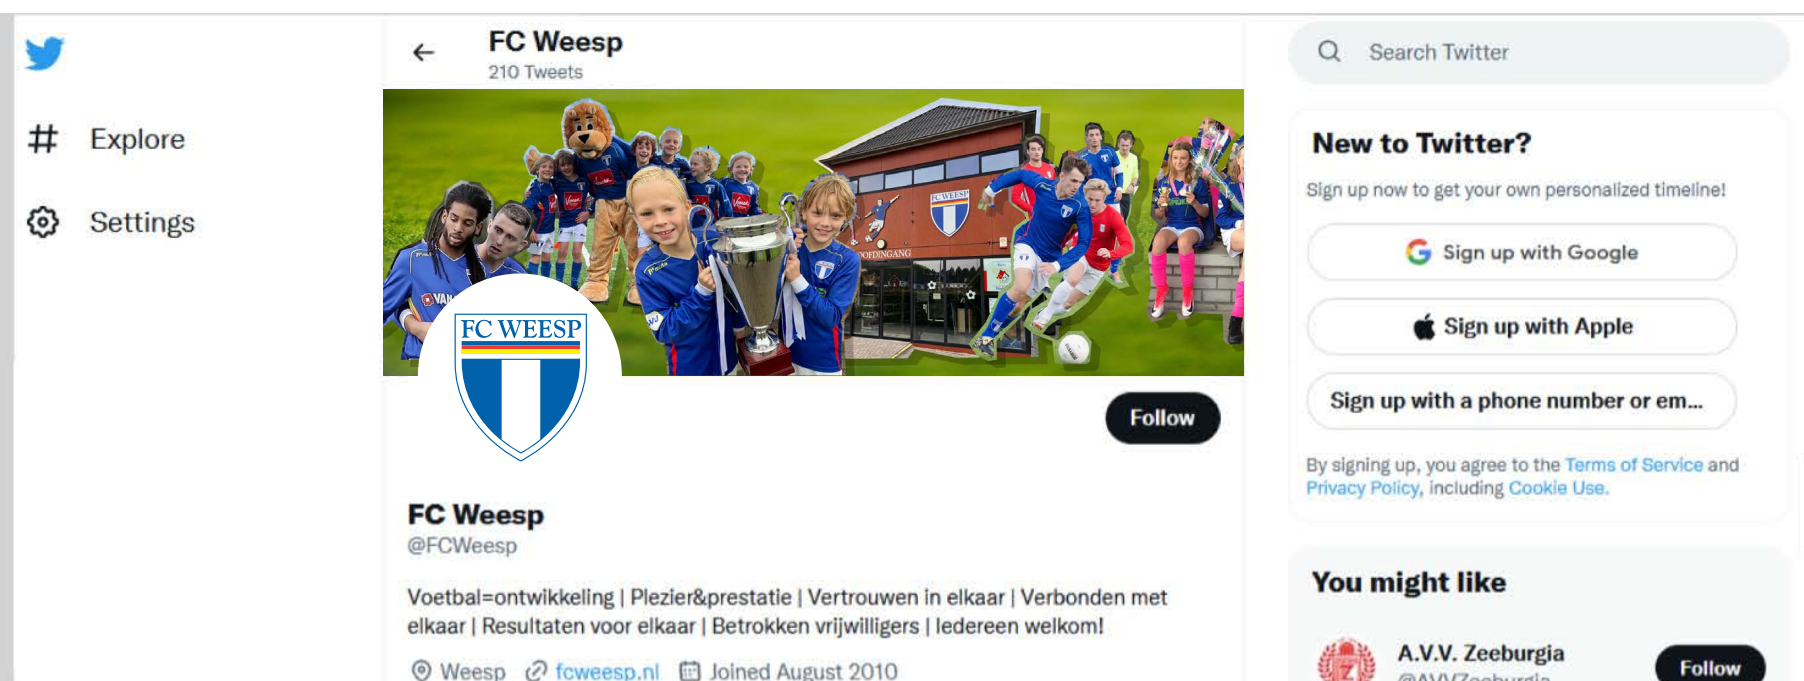 FC Weesp
210 Tweets
Search Twitter
Explore
Settings
FC WEESP
HOOFDINGANG
FC WEESP
Follow
FC Weesp
@FCWeesp
Voetbal=ontwikkeling | Plezier&prestatie | Vertrouwen in elkaar | Verbonden met
elkaar | Resultaten voor elkaar | Betrokken vrijwilligers | Iedereen welkom!
Weesp fcweesp.nl Joined August 2010
New to Twitter?
Sign up now to get your own personalized timeline!
Sign up with Google
Sign up with Apple
Sign up with a phone number or em...
By signing up, you agree to the Terms of Service and
Privacy Policy, including Cookie Use.
You might like
A.V.V. Zeeburgia
@AVVZeeburgia
Follow